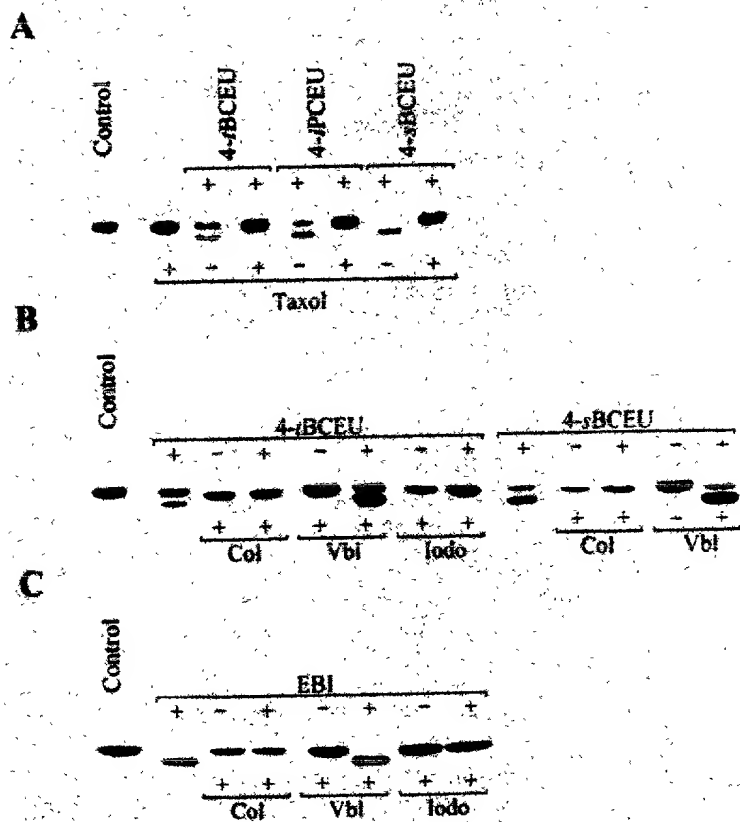 A
Control
4-tBCEU
4-iPCEU
4-sBCEU
+ + + + + +
+ - + - + - +
Taxol
B
Control
4-tBCEU
4-sBCEU
+ - + - + - + + - + - +
+ + + + + + + + - +
Col Vbl Iodo Col Vbl
C
Control
EBI
+ - + - + - +
+ + + + + +
Col Vbl Iodo